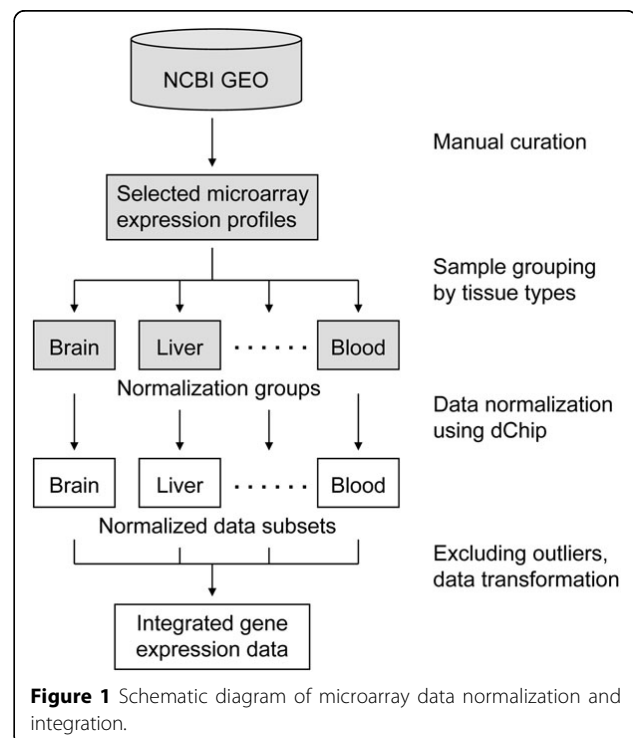 NCBI GEO
Manual curation
Selected microarray
expression profiles
Sample grouping
by tissue types
Brain Liver ...... Blood
Normalization groups
Data normalization
using dChip
Brain Liver ...... Blood
Normalized data subsets
Excluding outliers,
data transformation
Integrated gene
expression data
Figure 1 Schematic diagram of microarray data normalization and
integration.